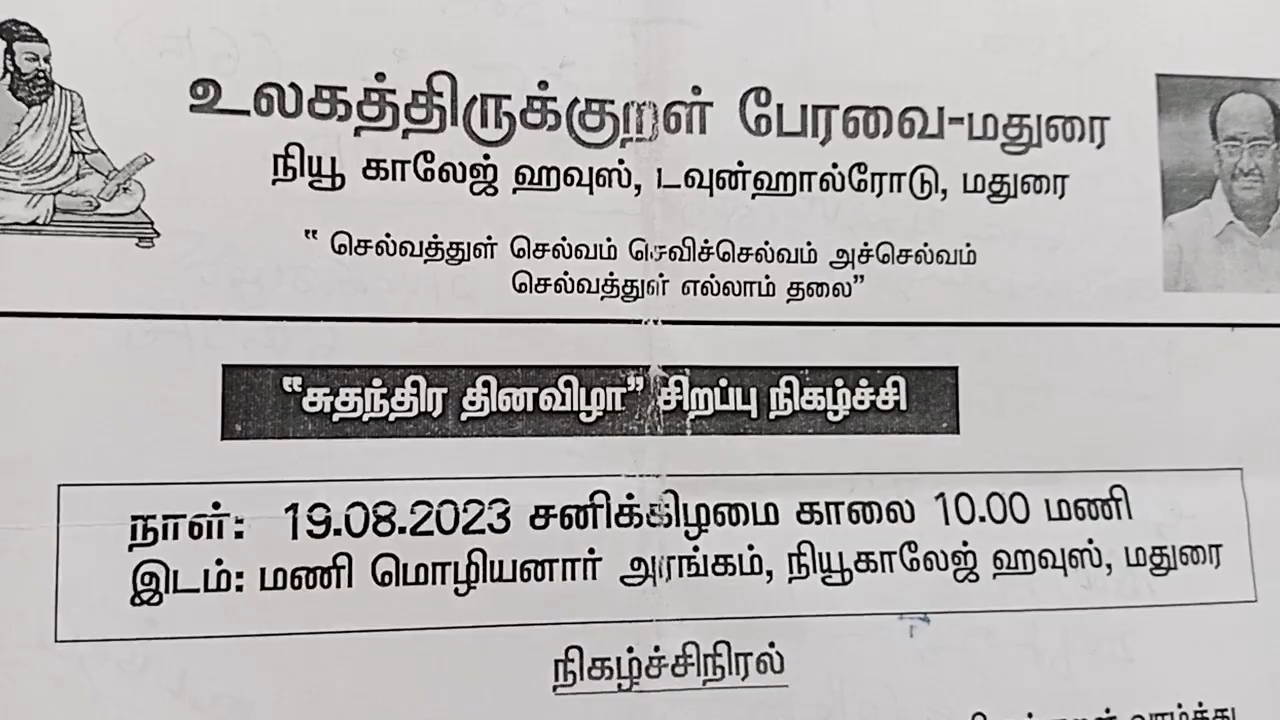 உலகத்திருக்குறள் பேரவை-மதுரை
நியூ காலேஜ் ஹவுஸ், டவுன்ஹால்ரோடு, மதுரை
“ செல்வத்துள் செல்வம் செவிச்செல்வம் அச்செல்வம்
செல்வத்துள் எல்லாம் தலை”
“சுதந்திர தினவிழா” சிறப்பு நிகழ்ச்சி
நாள்: 19.08.2023 சனிக்கிழமை காலை 10.00 மணி
இடம்: மணி மொழியனார் அரங்கம், நியூகாலேஜ் ஹவுஸ், மதுரை
நிகழ்ச்சிநிரல்